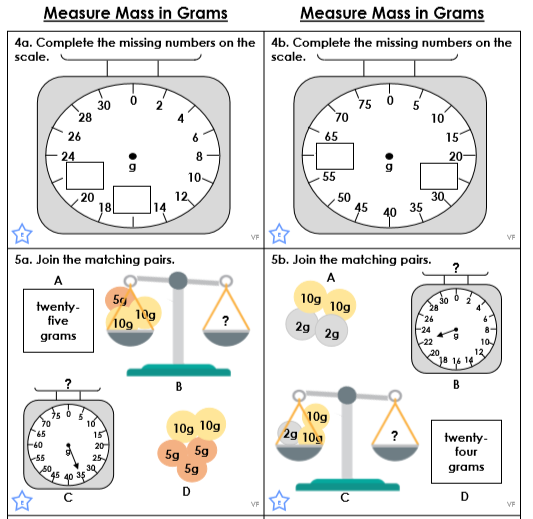 Measure Mass in Grams
Measure Mass in Grams
4a. Complete the missing numbers on the
scale.
0
2
4
6
8
10
12
14
18
20
24
26
28
30
g
E
VF
4b. Complete the missing numbers on the
scale.
0
5
10
15
20
30
35
40
45
50
55
65
70
75
g
E
VF
5a. Join the matching pairs.
A
twenty-
five
grams
5g
10g
10g
?
B
?
0
5
10
15
20
25
30
35
40
45
50
55
60
65
70
75
g
C
10g 10g
5g 5g
5g
D
E
VF
5b. Join the matching pairs.
A
10g 10g
2g 2g
?
0
2
4
6
8
10
12
14
16
18
20
22
24
26
28
30
g
B
10g
2g 10g
?
C
twenty-
four
grams
D
E
VF